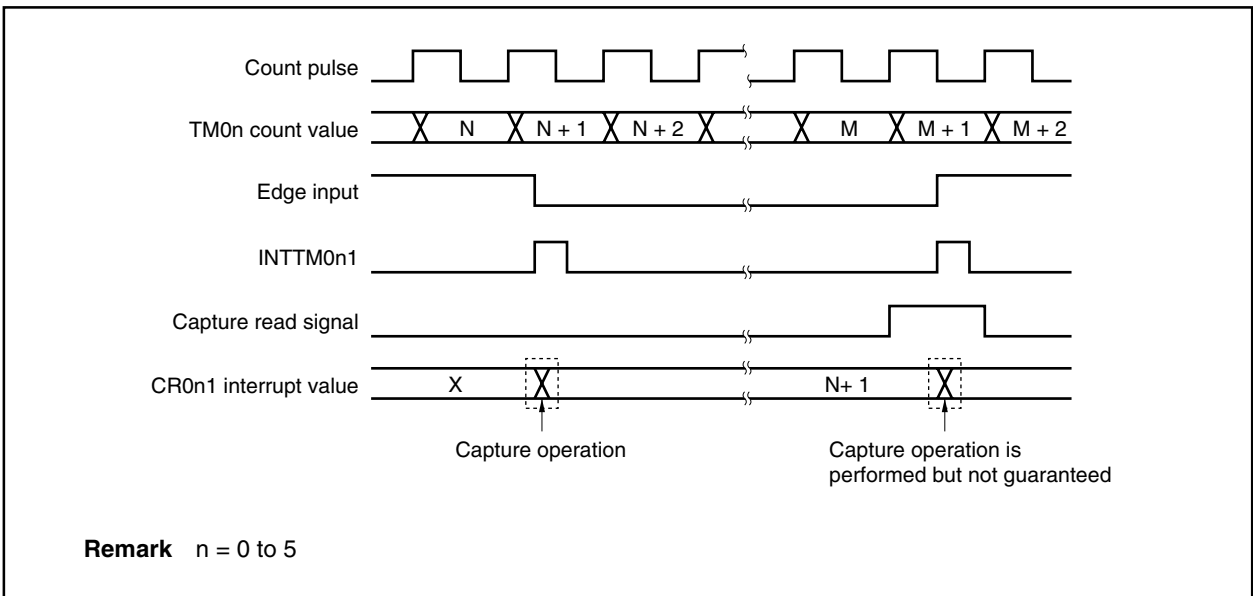 Count pulse
TM0n count value N N + 1 N + 2 M M + 1 M + 2
Edge input
INTTM0n1
Capture read signal
CR0n1 interrupt value X N+ 1
Capture operation
Capture operation is
performed but not guaranteed
Remark n = 0 to 5